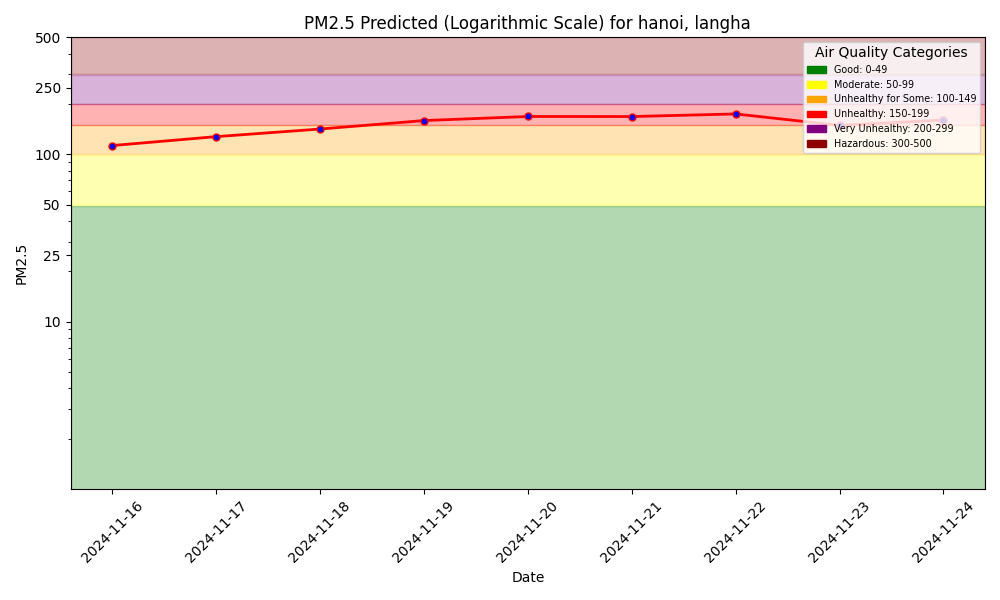 PM2.5 Predicted (Logarithmic Scale) for hanoi, langha
500
250
100
50
25
10
PM2.5
Air Quality Categories
Good: 0-49
Moderate: 50-99
Unhealthy for Some: 100-149
Unhealthy: 150-199
Very Unhealthy: 200-299
Hazardous: 300-500
2024-11-16
2024-11-17
2024-11-18
2024-11-19
2024-11-20
2024-11-21
2024-11-22
2024-11-23
2024-11-24
Date